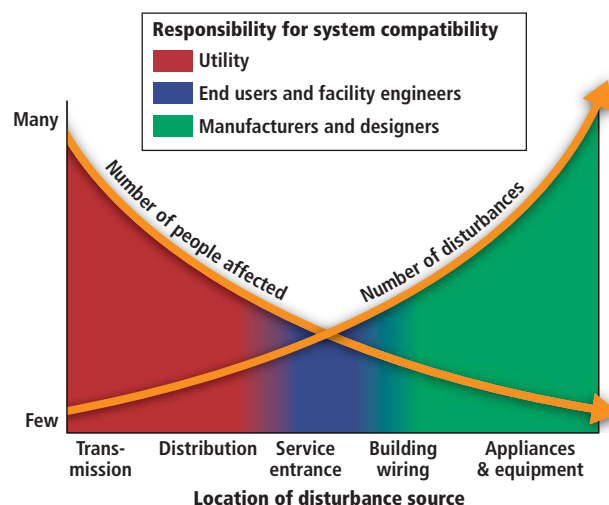 Responsibility for system compatibility
Utility
End users and facility engineers
Manufacturers and designers
Many
Number of people affected
Number of disturbances
Few
Trans-
mission
Distribution
Service
entrance
Building
wiring
Appliances
& equipment
Location of disturbance source